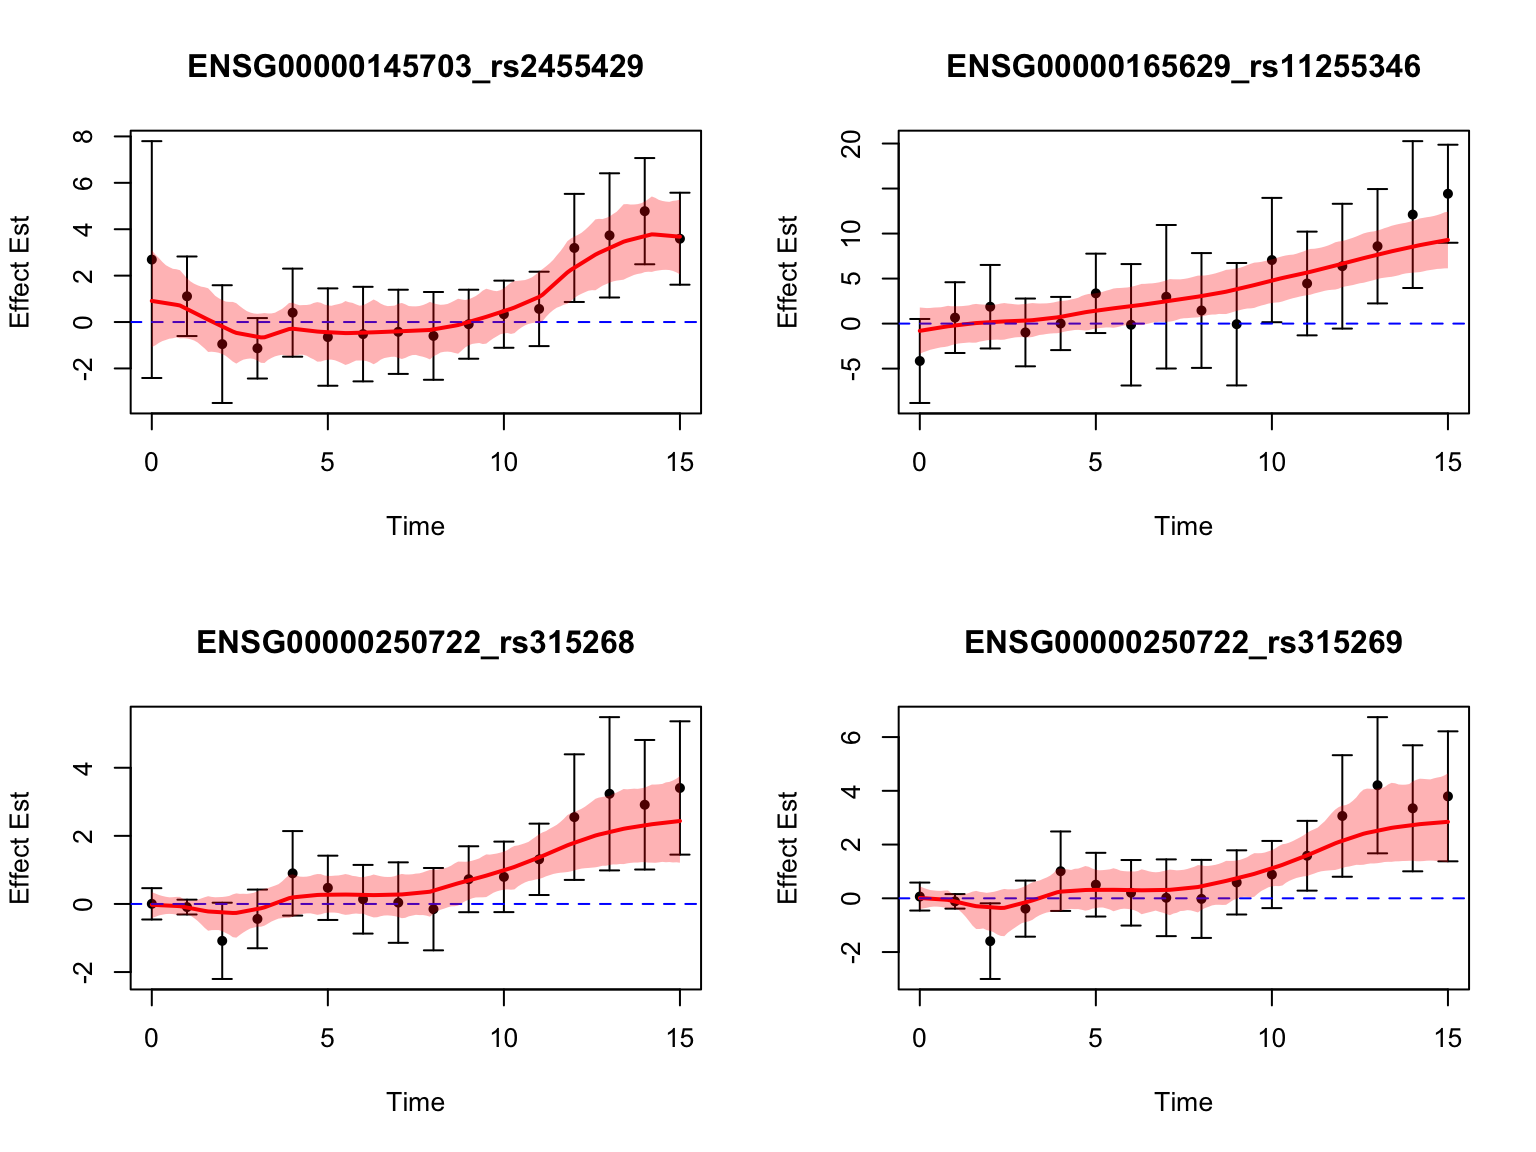 ENSG00000145703_rs2455429
Effect Est
8
6
4
2
0
-2
0 5 10 15
Time
ENSG00000165629_rs11255346
Effect Est
20
10
5
0
-5
0 5 10 15
Time
ENSG00000250722_rs315268
Effect Est
4
2
0
-2
0 5 10 15
Time
ENSG00000250722_rs315269
Effect Est
6
4
2
0
-2
0 5 10 15
Time